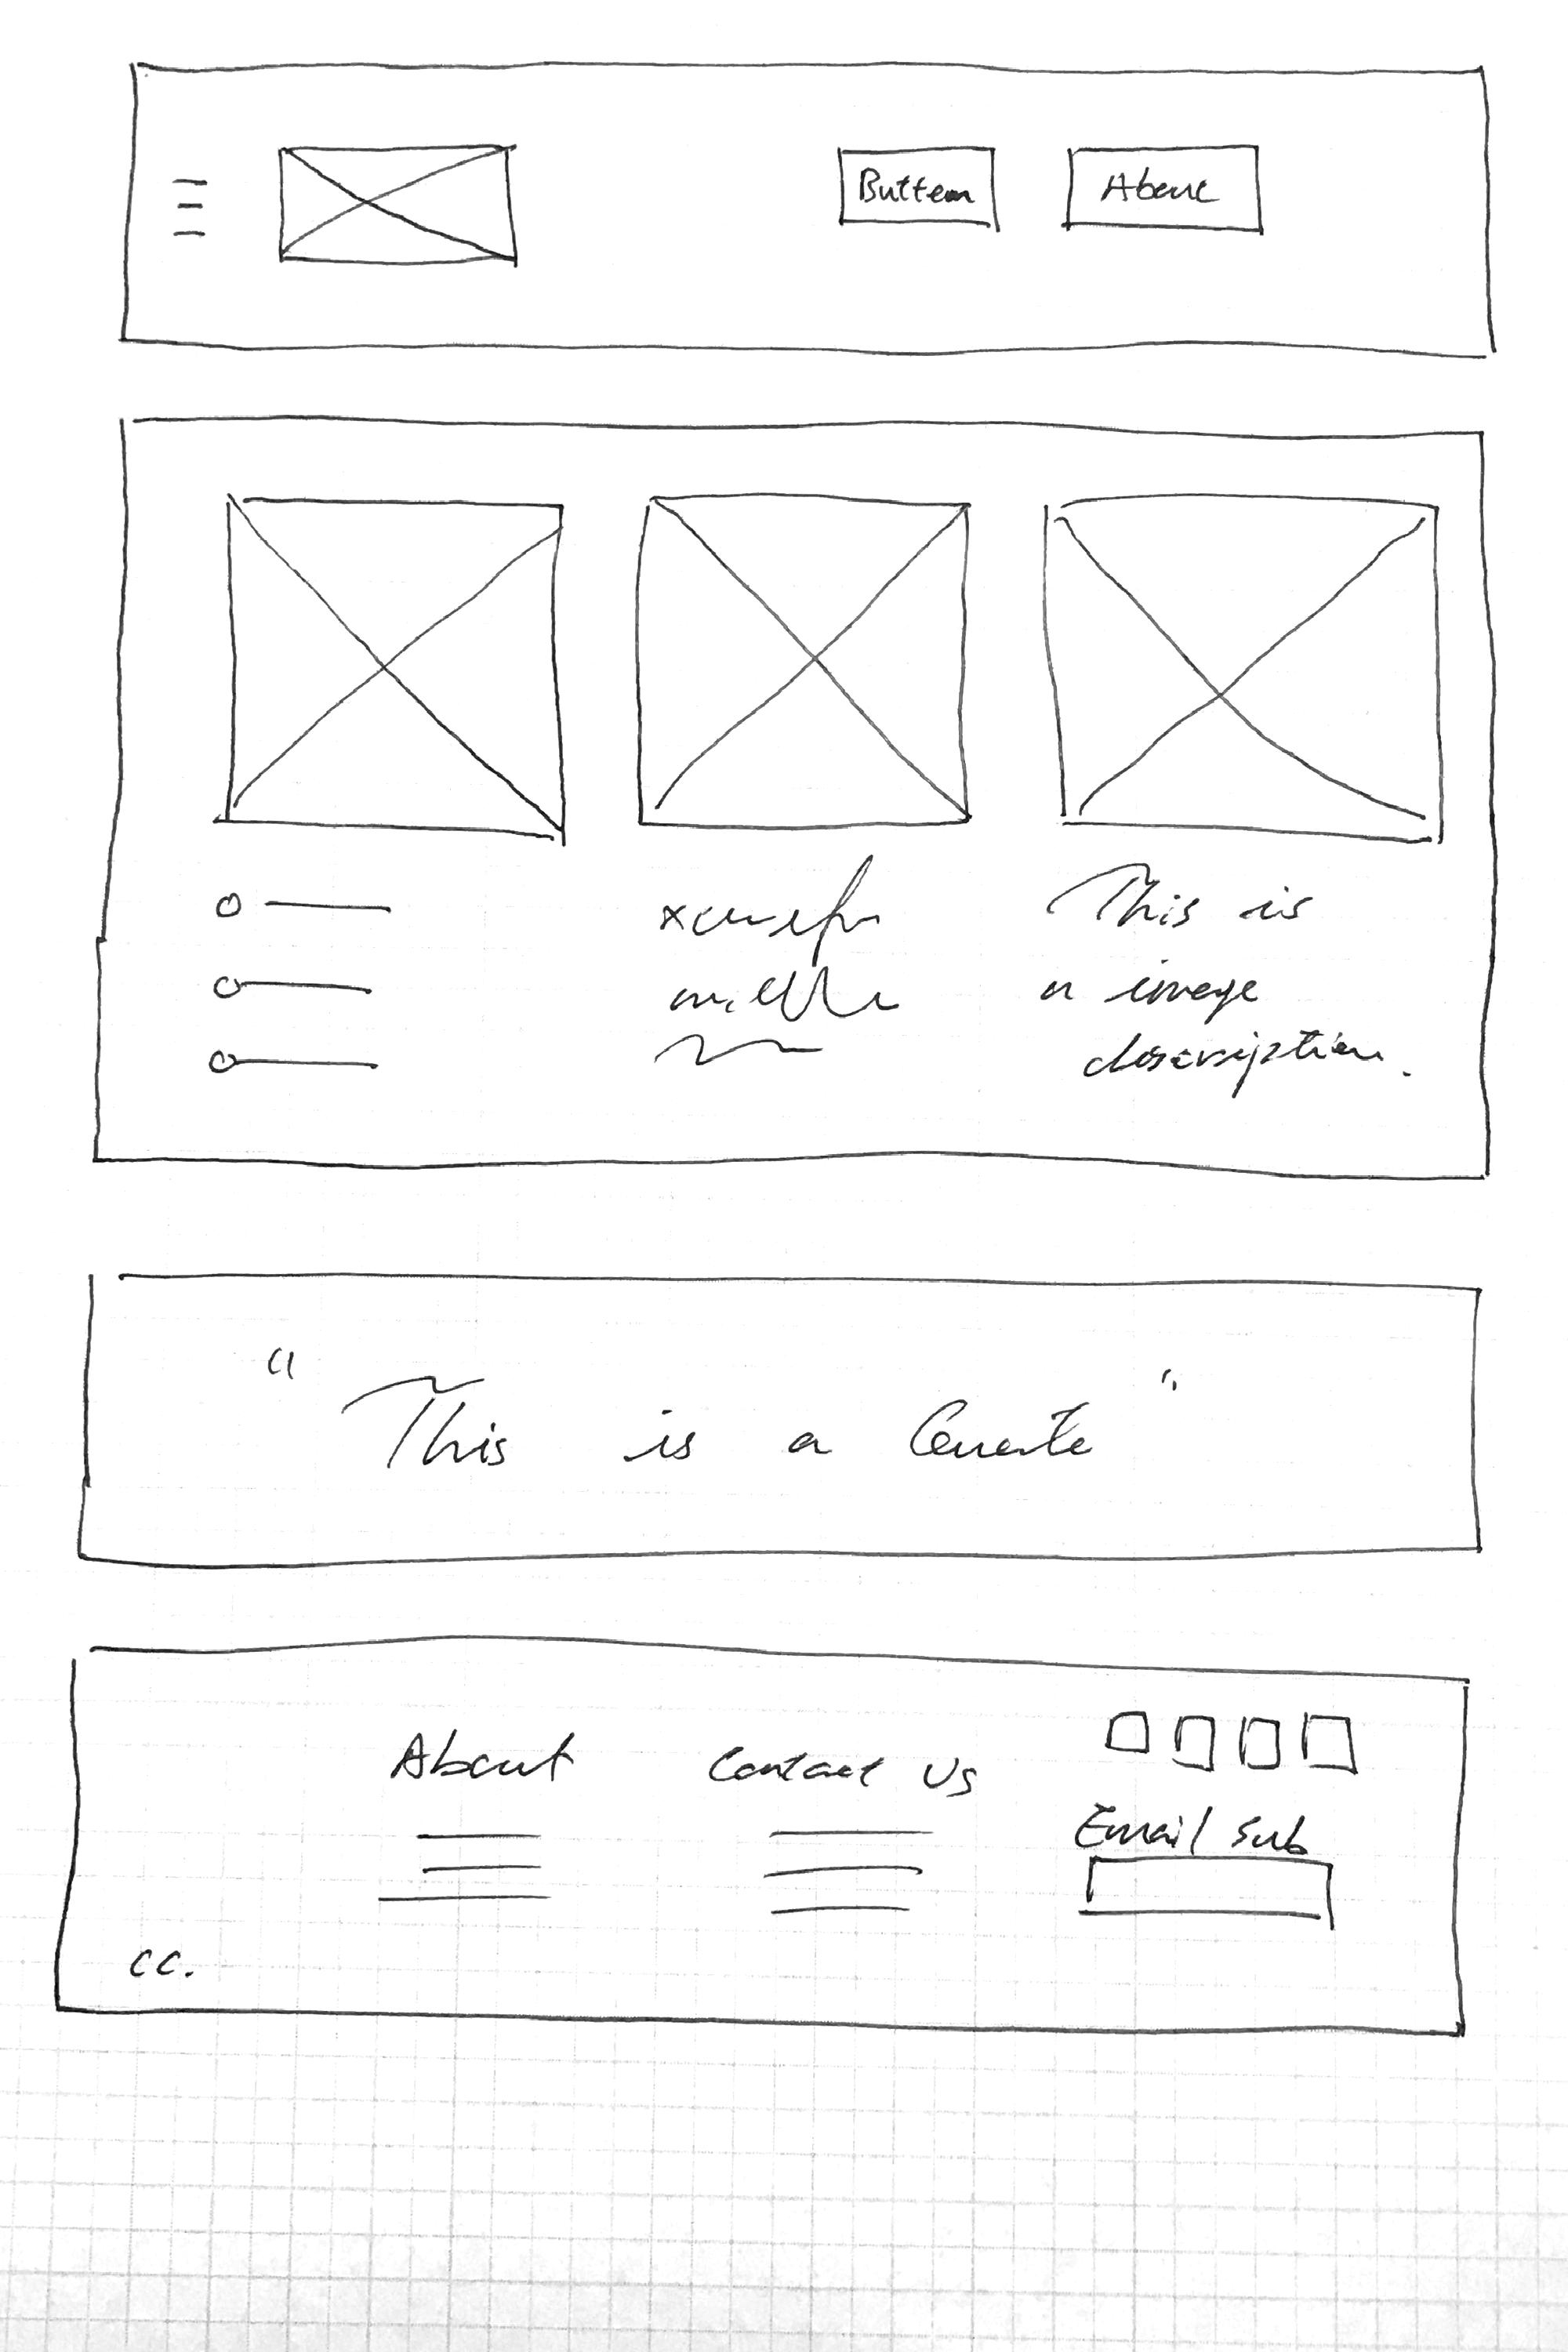 Button
About
This is
a image
description.
" This is a Quote "
About
Contact Us
Email Sub
cc.